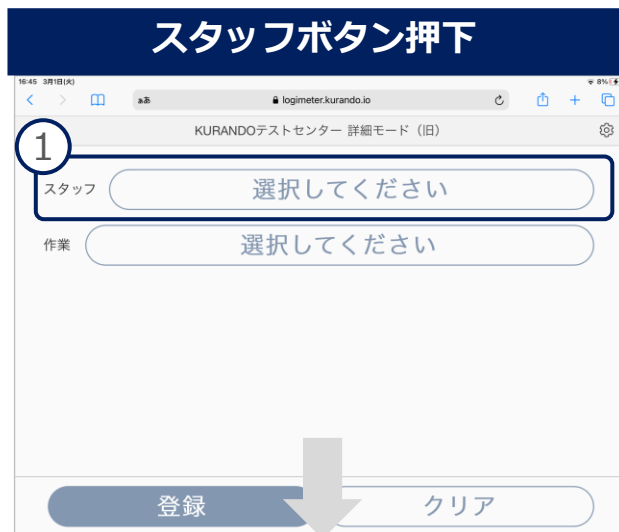 スタッフボタン押下
16:45 3月1日(火) 8%
ぁあ logimeter.kurando.io
KURANDOテストセンター 詳細モード（旧）
1
スタッフ 選択してください
作業 選択してください
登録 クリア